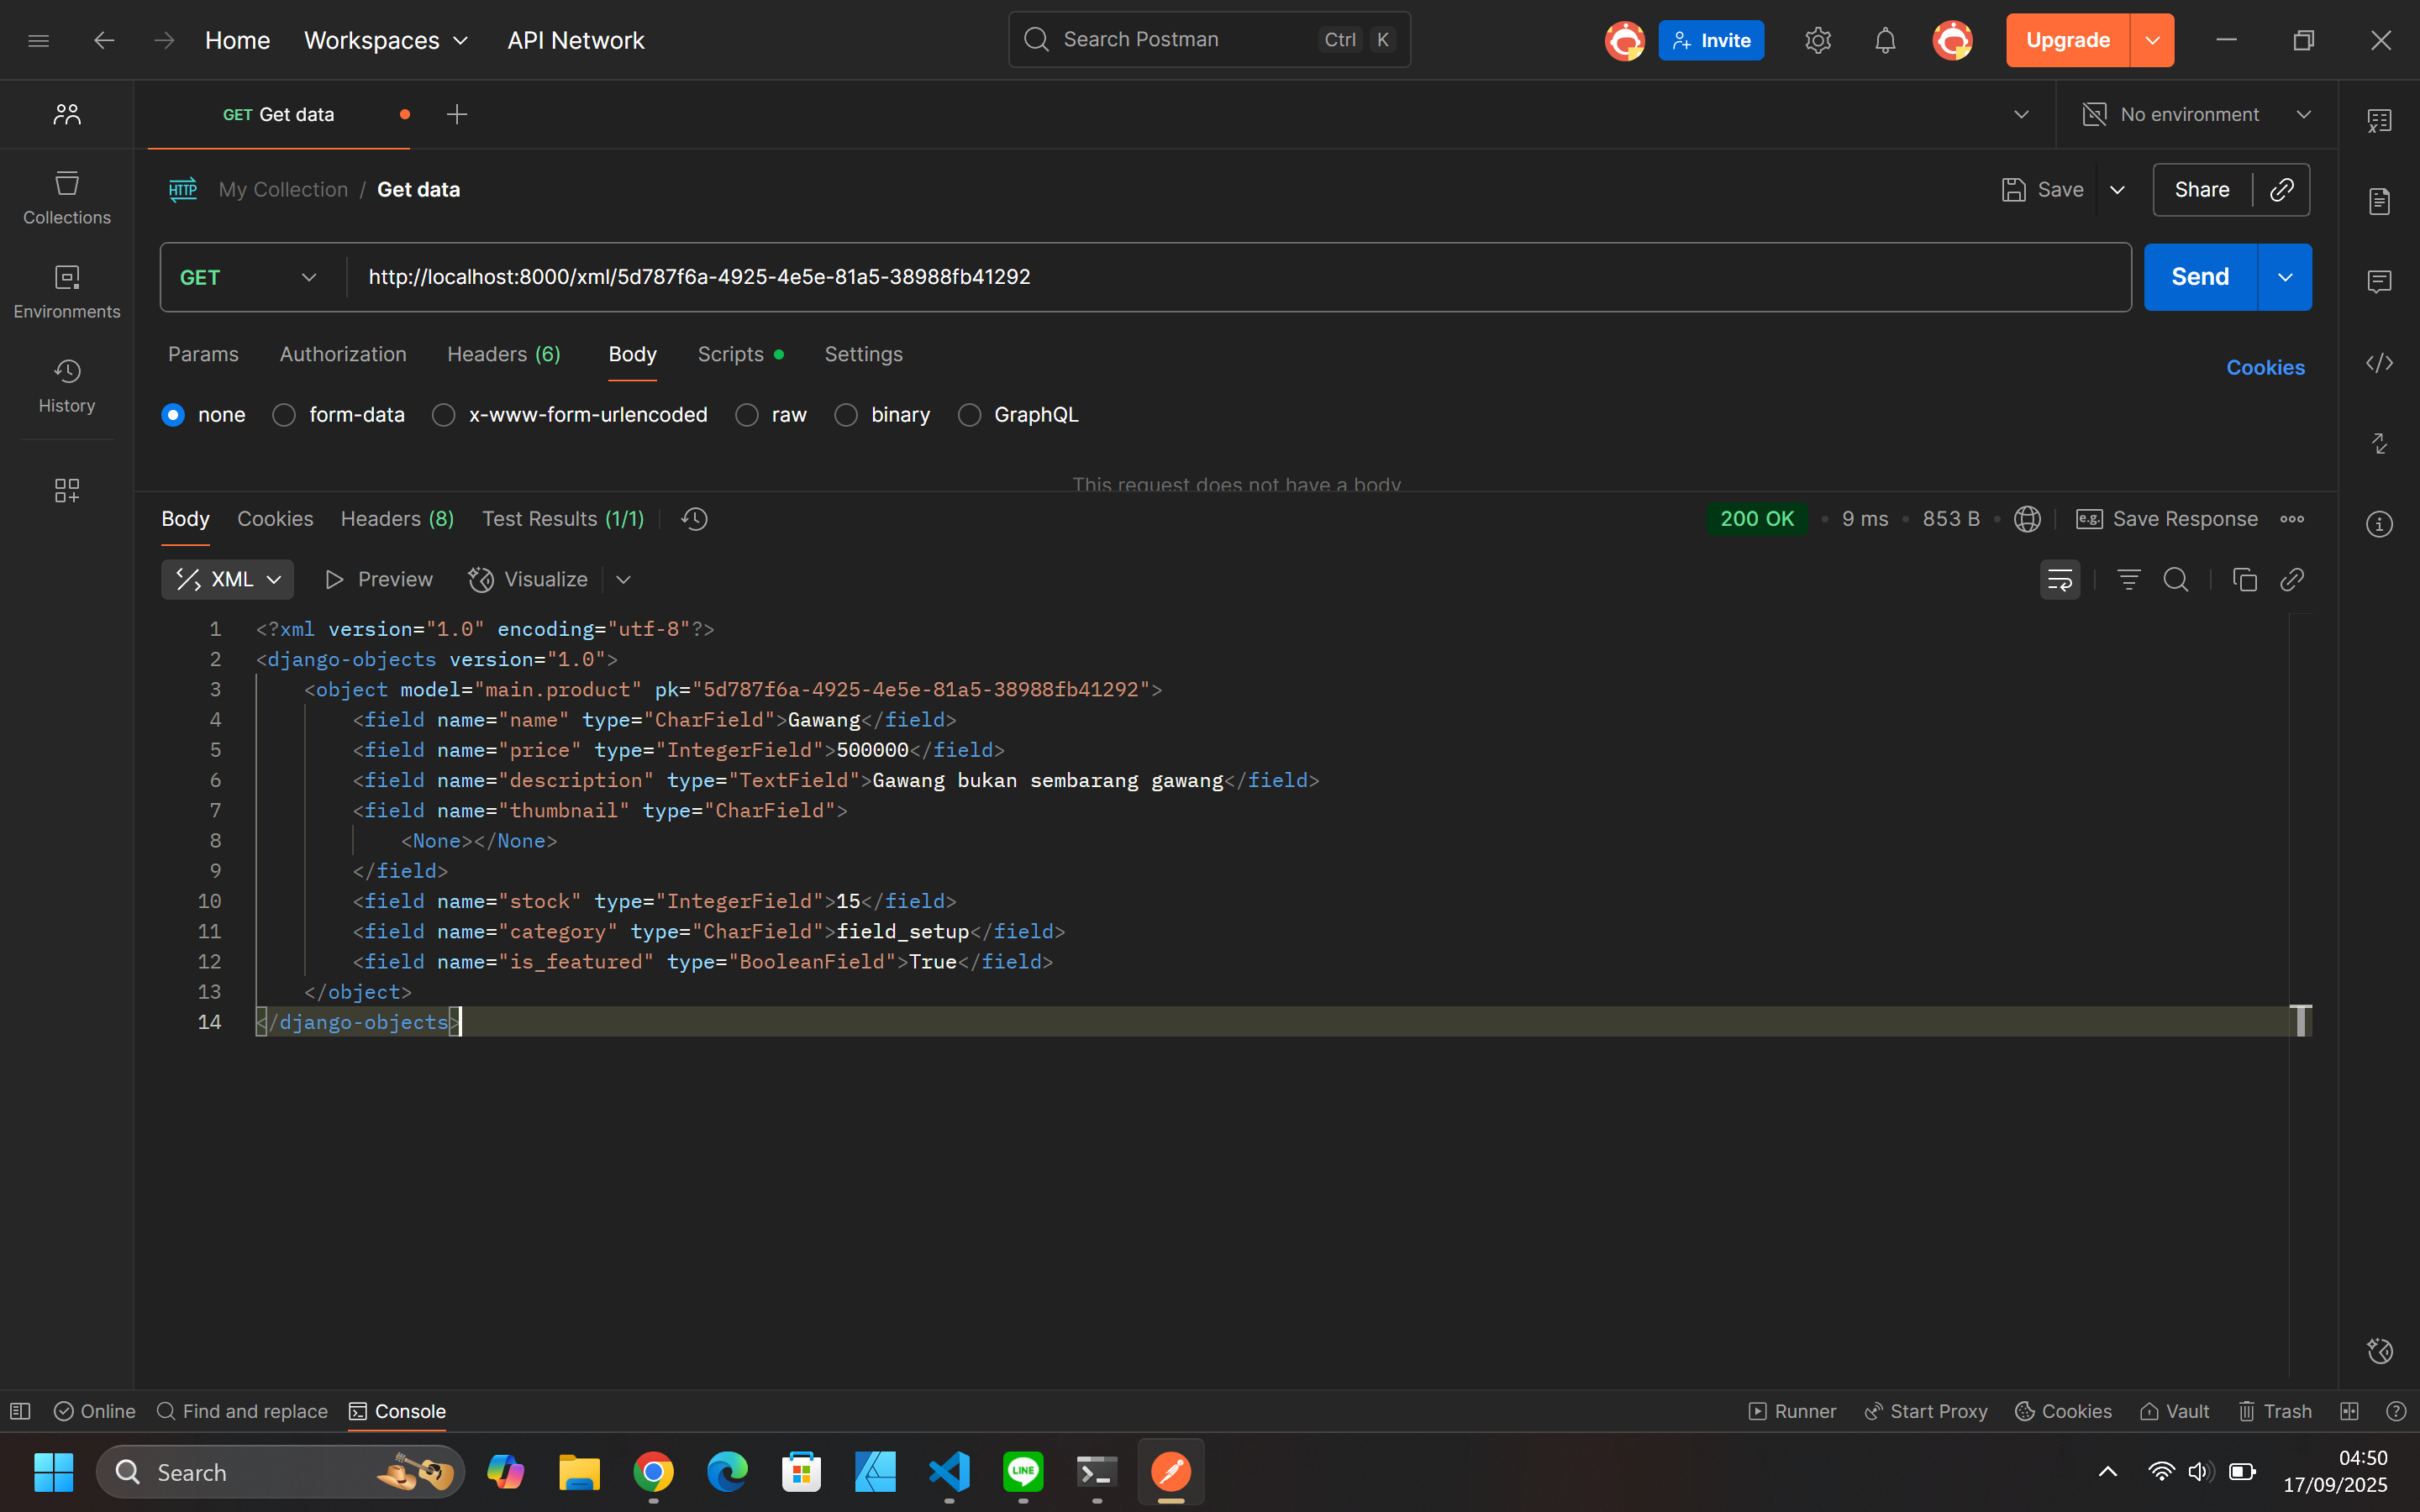 Home Workspaces API Network Search Postman Ctrl K Invite Upgrade
GET Get data No environment
HTTP My Collection / Get data Save Share
GET http://localhost:8000/xml/5d787f6a-4925-4e5e-81a5-38988fb41292 Send
Collections
Environments
History
Params Authorization Headers (6) Body Scripts Settings Cookies
none form-data x-www-form-urlencoded raw binary GraphQL
This request does not have a body
Body Cookies Headers (8) Test Results (1/1) 200 OK • 9 ms • 853 B • e.g. Save Response
XML Preview Visualize
1 <?xml version="1.0" encoding="utf-8"?>
2 <django-objects version="1.0">
3 <object model="main.product" pk="5d787f6a-4925-4e5e-81a5-38988fb41292">
4 <field name="name" type="CharField">Gawang</field>
5 <field name="price" type="IntegerField">500000</field>
6 <field name="description" type="TextField">Gawang bukan sembarang gawang</field>
7 <field name="thumbnail" type="CharField">
8 <None></None>
9 </field>
10 <field name="stock" type="IntegerField">15</field>
11 <field name="category" type="CharField">field_setup</field>
12 <field name="is_featured" type="BooleanField">True</field>
13 </object>
14 </django-objects>
Online Find and replace Console Runner Start Proxy Cookies Vault Trash
Search LINE 04:50
17/09/2025